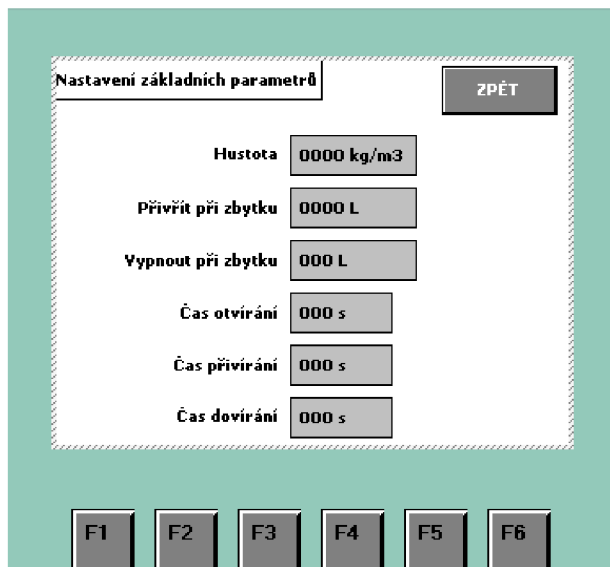 Nastavení základních parametrů
ZPĚT
Hustota 0000 kg/m3
Přivřít při zbytku 0000 L
Vypnout při zbytku 000 L
Čas otvírání 000 s
Čas přivírání 000 s
Čas dovírání 000 s
F1 F2 F3 F4 F5 F6